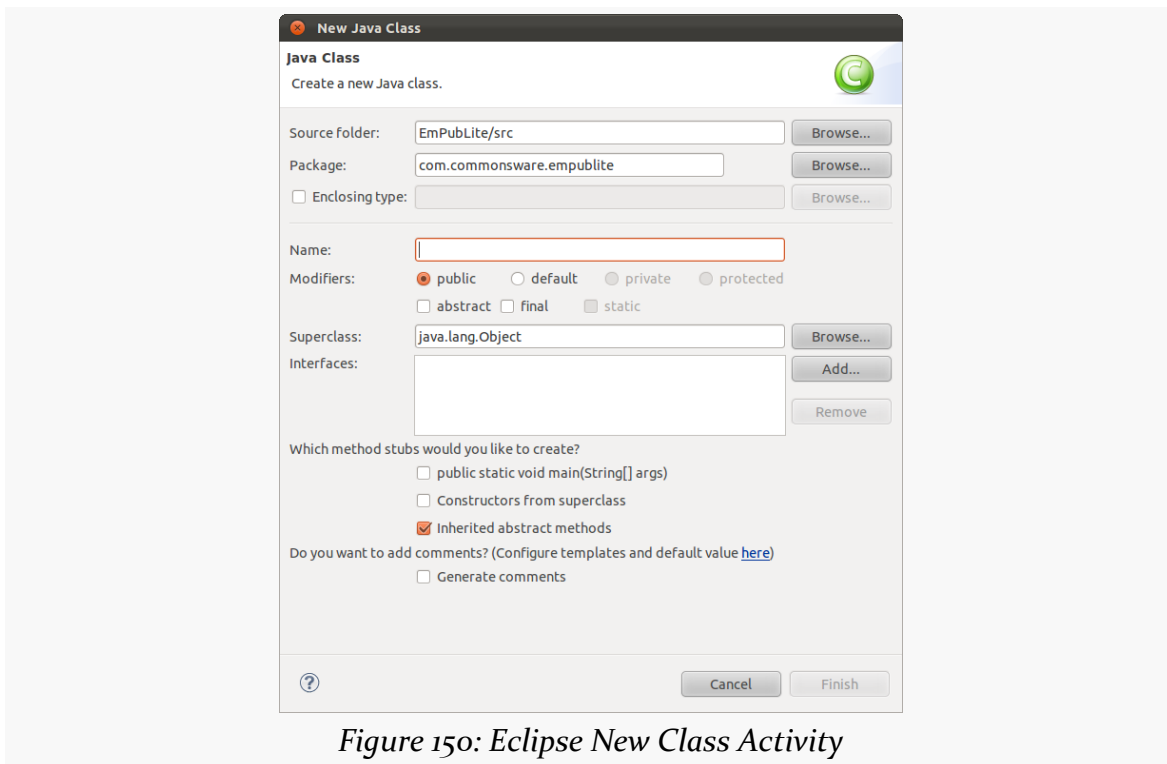 New Java Class
Java Class
Create a new Java class.
C
Source folder: EmPubLite/src Browse...
Package: com.commonsware.empublite Browse...
Enclosing type: Browse...
Name:
Modifiers: public default private protected
abstract final static
Superclass: java.lang.Object Browse...
Interfaces: Add...
Remove
Which method stubs would you like to create?
public static void main(String[] args)
Constructors from superclass
Inherited abstract methods
Do you want to add comments? (Configure templates and default value here)
Generate comments
? Cancel Finish
Figure 150: Eclipse New Class Activity